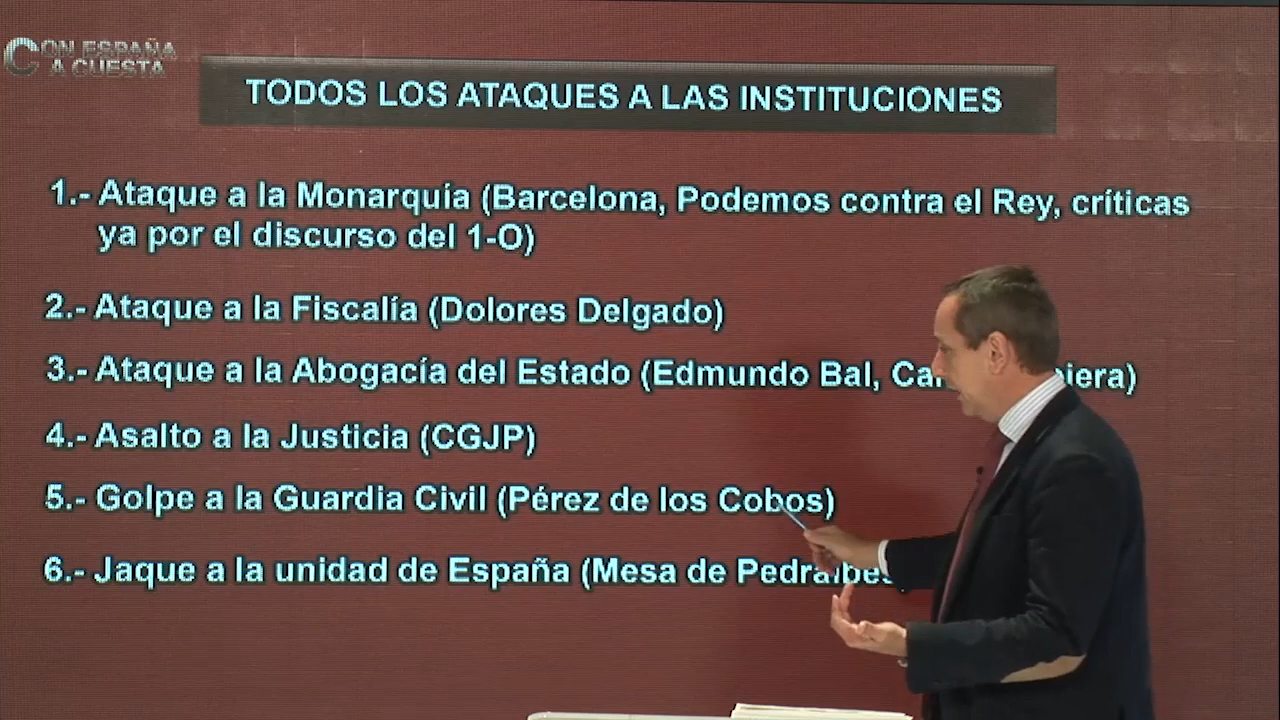 CON ESPAÑA
A CUESTA
TODOS LOS ATAQUES A LAS INSTITUCIONES
1.- Ataque a la Monarquía (Barcelona, Podemos contra el Rey, críticas
ya por el discurso del 1-O)
2.- Ataque a la Fiscalía (Dolores Delgado)
3.- Ataque a la Abogacía del Estado (Edmundo Bal,
4.- Asalto a la Justicia (CGJP)
5.- Golpe a la Guardia Civil (Pérez de los Cobos)
6.- Jaque a la unidad de España (Mesa de Pedralbes